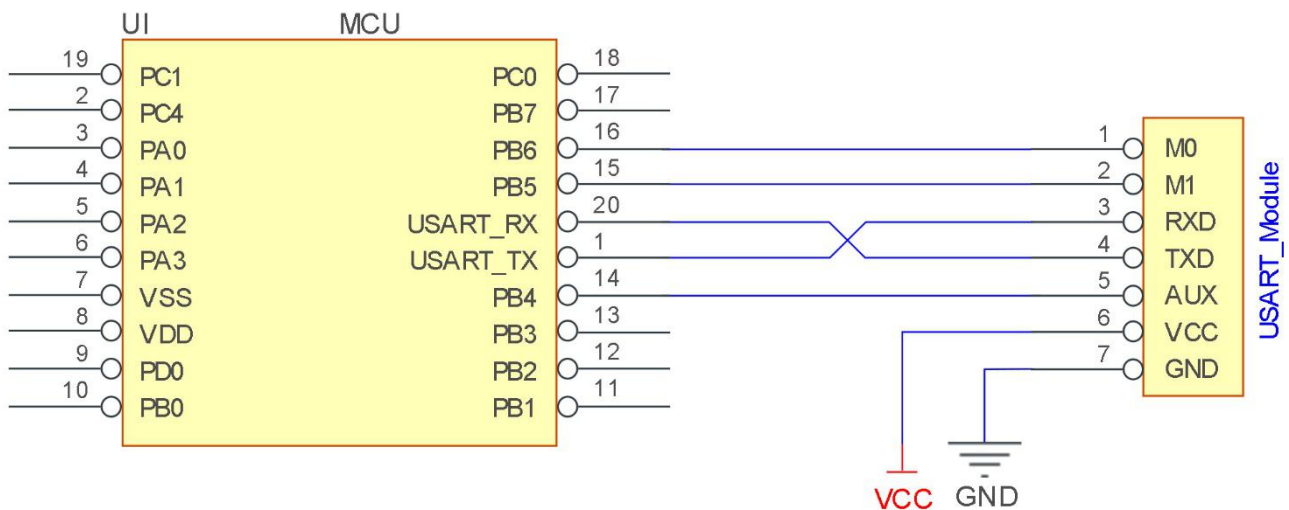 UI MCU
19 PC1 PC0 18
2 PC4 PB7 17
3 PA0 PB6 16
4 PA1 PB5 15
5 PA2 USART_RX 20
6 PA3 USART_TX 1
7 VSS PB4 14
8 VDD PB3 13
9 PD0 PB2 12
10 PB0 PB1 11
1 M0
2 M1
3 RXD
4 TXD
5 AUX
6 VCC
7 GND
USART_Module
VCC GND